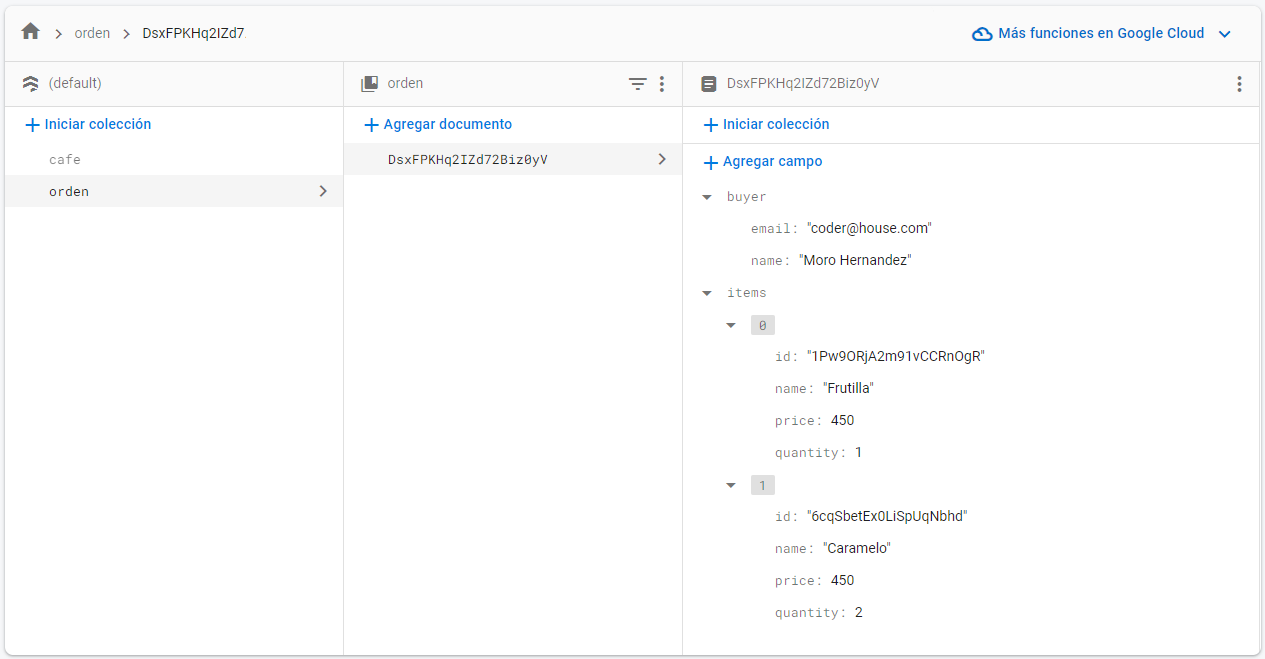 orden
DsxFPKHq2IZd7
Más funciones en Google Cloud
(default)
Iniciar colección
cafe
orden
orden
Agregar documento
DsxFPKHq2IZd72Biz0yV
DsxFPKHq2IZd72Biz0yV
Iniciar colección
Agregar campo
buyer
email: "coder@house.com"
name: "Moro Hernandez"
items
0
id: "1Pw9ORjA2m91vCCRnOgR"
name: "Frutilla"
price: 450
quantity: 1
1
id: "6cqSbetEx0LiSpUqNbhd"
name: "Caramelo"
price: 450
quantity: 2